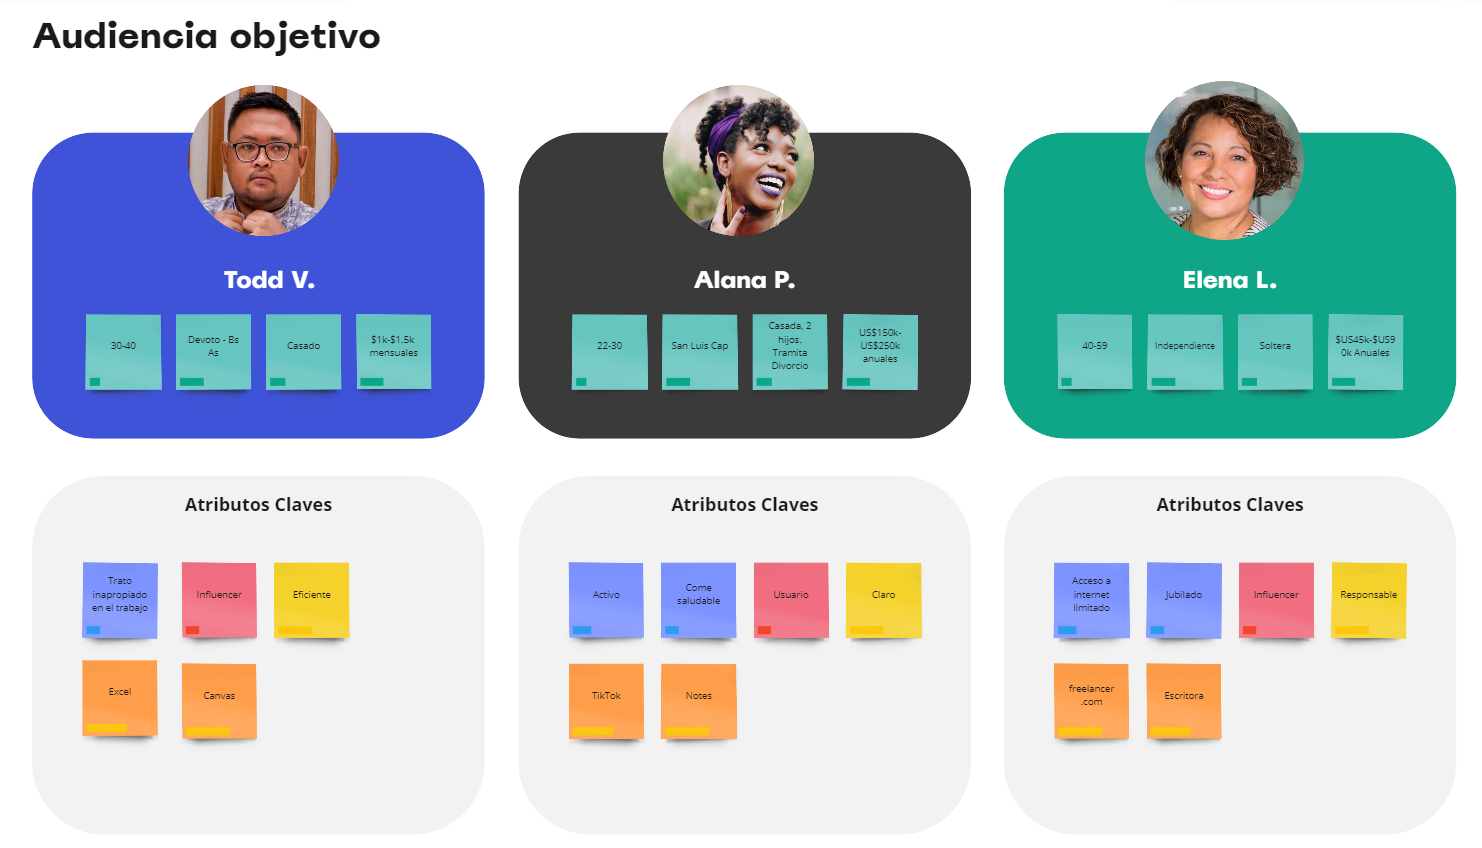 Audiencia objetivo
Todd V.
30-40
Devoto - Bs
As
Casado
$1k-$1.5k
mensuales
Alana P.
22-30
San Luis Cap
Casada, 2
hijos.
Tramita
Divorcio
US$150k-
US$250k
anuales
Elena L.
40-59
Independiente
Soltera
$US45k-$US9
0k Anuales
Atributos Claves
Trato
inapropiado
en el trabajo
Influencer
Eficiente
Excel
Canvas
Atributos Claves
Activo
Come
saludable
Usuario
Claro
TikTok
Notes
Atributos Claves
Acceso a
internet
limitado
Jubilado
Influencer
Responsable
freelancer
.com
Escritora